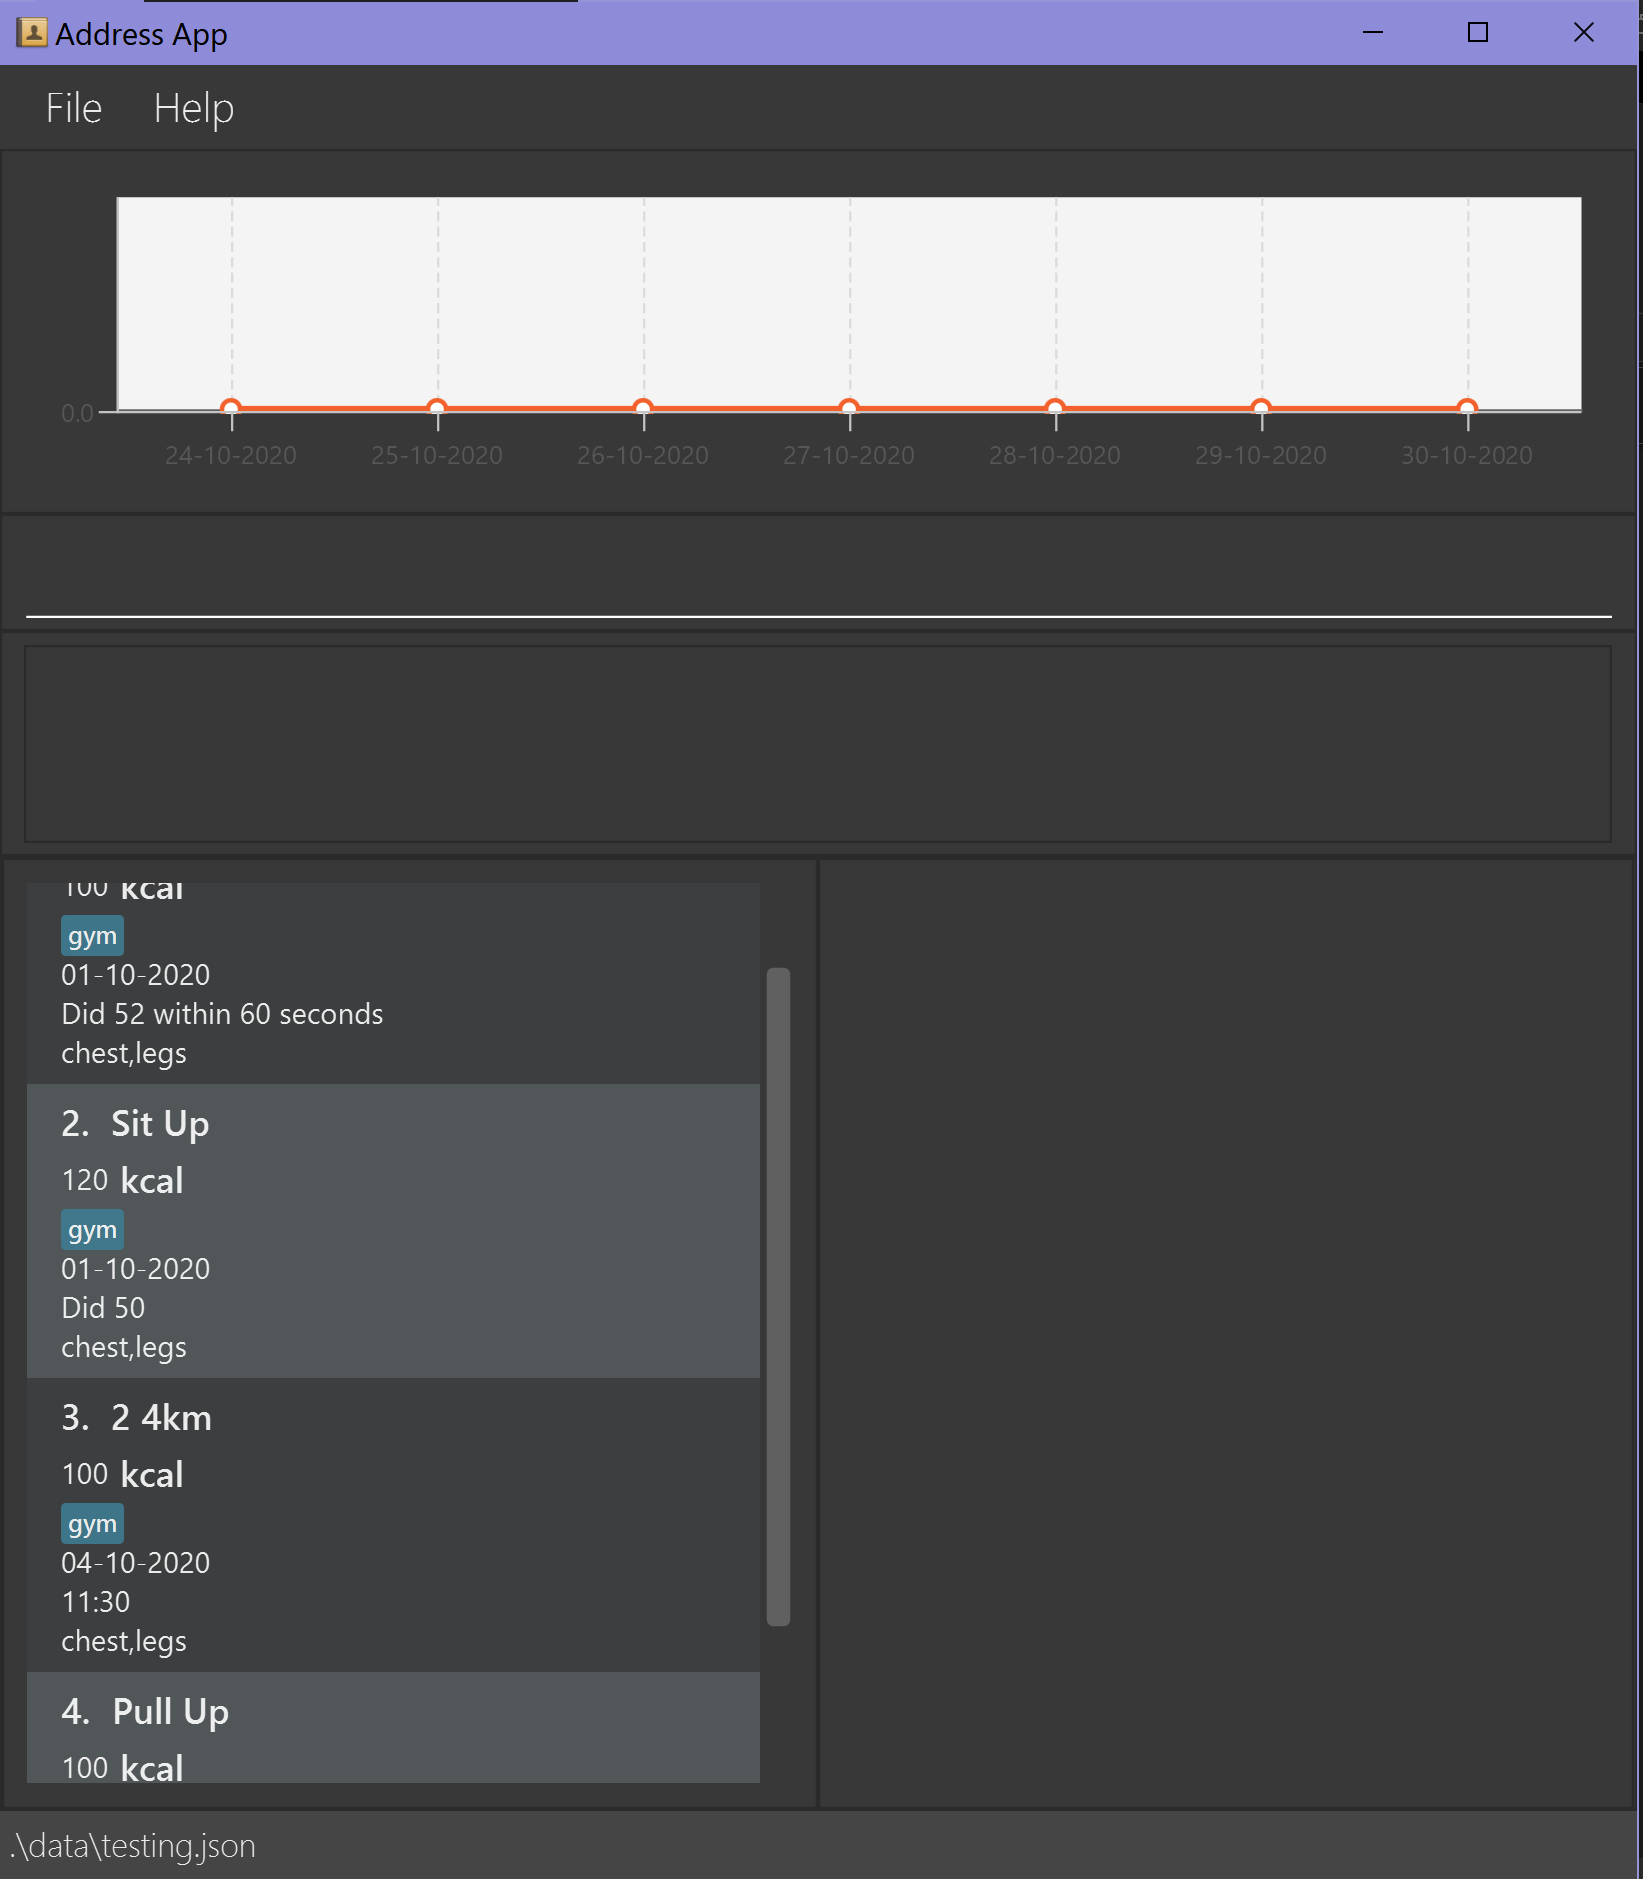 Address App
File Help
0.0
24-10-2020 25-10-2020 26-10-2020 27-10-2020 28-10-2020 29-10-2020 30-10-2020
100 kcal
gym
01-10-2020
Did 52 within 60 seconds
chest,legs
2. Sit Up
120 kcal
gym
01-10-2020
Did 50
chest,legs
3. 2 4km
100 kcal
gym
04-10-2020
11:30
chest,legs
4. Pull Up
100 kcal
.\data\testing.json